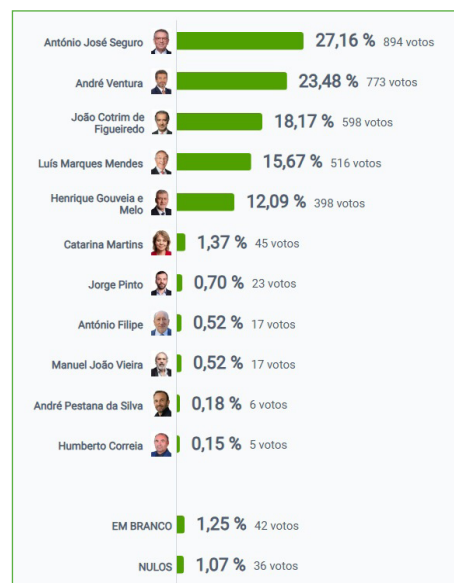 António José Seguro 27,16 % 894 votos
André Ventura 23,48 % 773 votos
João Cotrim de
Figueiredo 18,17 % 598 votos
Luís Marques Mendes 15,67 % 516 votos
Henrique Gouveia e
Melo 12,09 % 398 votos
Catarina Martins 1,37 % 45 votos
Jorge Pinto 0,70 % 23 votos
António Filipe 0,52 % 17 votos
Manuel João Vieira 0,52 % 17 votos
André Pestana da Silva 0,18 % 6 votos
Humberto Correia 0,15 % 5 votos
EM BRANCO 1,25 % 42 votos
NULOS 1,07 % 36 votos